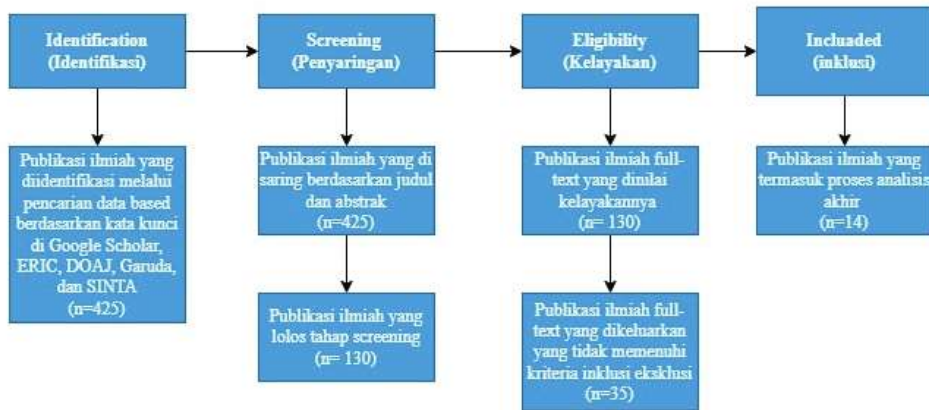 Identification
(Identifikasi)
Screening
(Penyaringan)
Eligibility
(Kelayakan)
Incluaded
(inklusi)
Publikasi ilmiah yang
diidentifikasi melalui
pencarian data based
berdasarkan kata kunci
di Google Scholar,
ERIC, DOAJ, Garuda,
dan SINTA
(n=425)
Publikasi ilmiah yang di
saring berdasarkan judul
dan abstrak
(n=425)
Publikasi ilmiah yang
lolos tahap screening
(n= 130)
Publikasi ilmiah full-
text yang dinilai
kelayakannya
(n= 130)
Publikasi ilmiah full-
text yang dikeluarkan
yang tidak memenuhi
kriteria inklusi eksklusi
(n=35)
Publikasi ilmiah yang
termasuk proses analisis
akhir
(n=14)